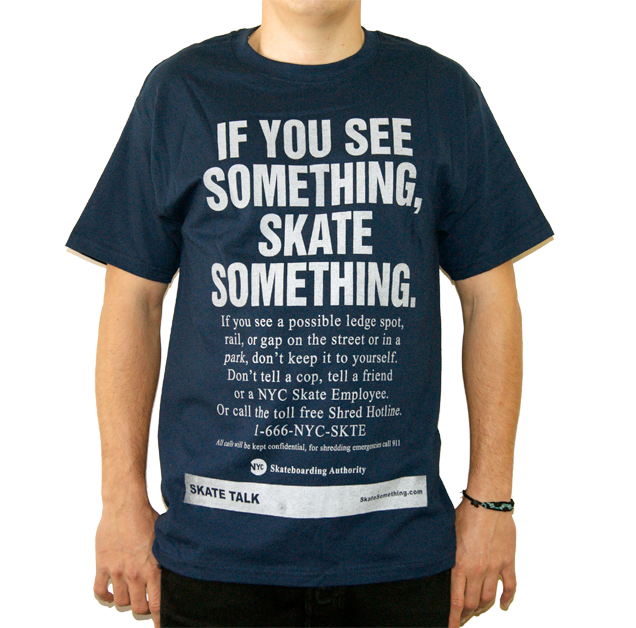 IF YOU SEE
SOMETHING,
SKATE
SOMETHING.
If you see a possible ledge spot,
rail, or gap on the street or in a
park, don't keep it to yourself.
Don't tell a cop, tell a friend
or a NYC Skate Employee.
Or call the toll free Shred Hotline.
1-666-NYC-SKTE
All calls will be kept confidential, for shredding emergencies call 911
NYC Skateboarding Authority
SKATE TALK SkateSomething.com